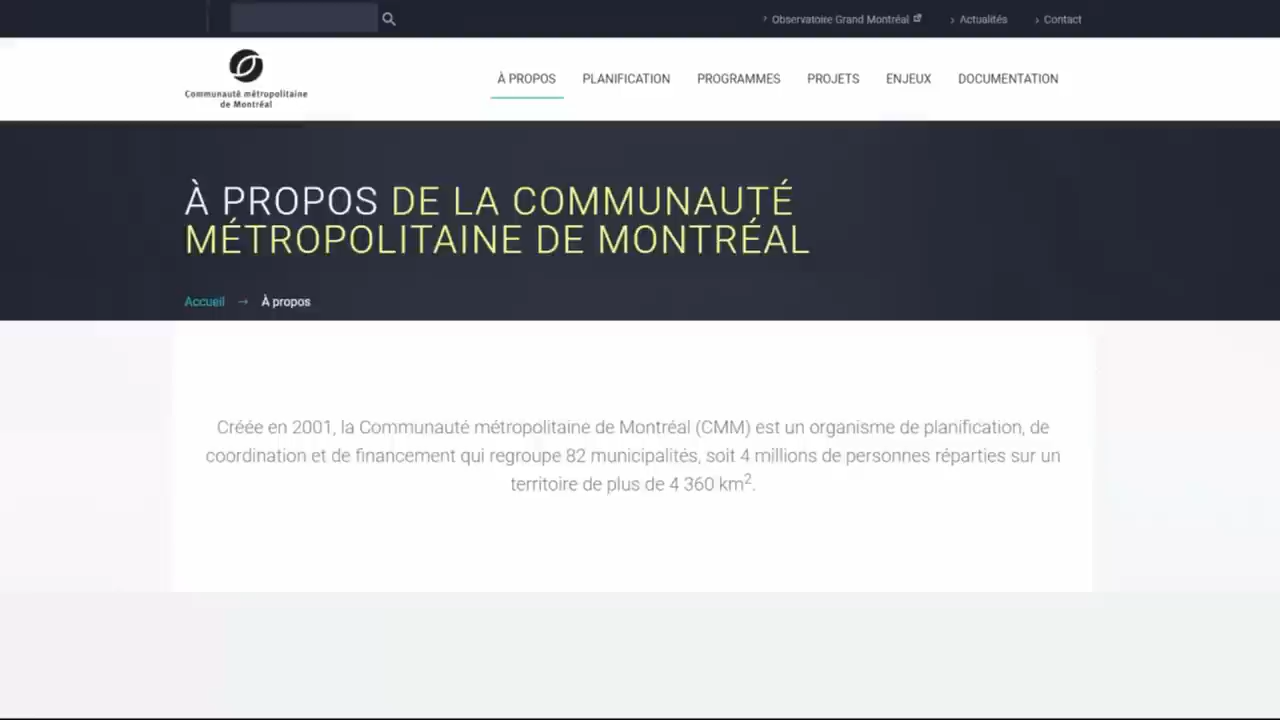 Observatoire Grand Montréal
Actualités
Contact
Communauté métropolitaine
de Montréal
À PROPOS
PLANIFICATION
PROGRAMMES
PROJETS
ENJEUX
DOCUMENTATION
À PROPOS DE LA COMMUNAUTÉ
MÉTROPOLITAINE DE MONTRÉAL
Accueil → À propos
Créée en 2001, la Communauté métropolitaine de Montréal (CMM) est un organisme de planification, de
coordination et de financement qui regroupe 82 municipalités, soit 4 millions de personnes réparties sur un
territoire de plus de 4 360 km².